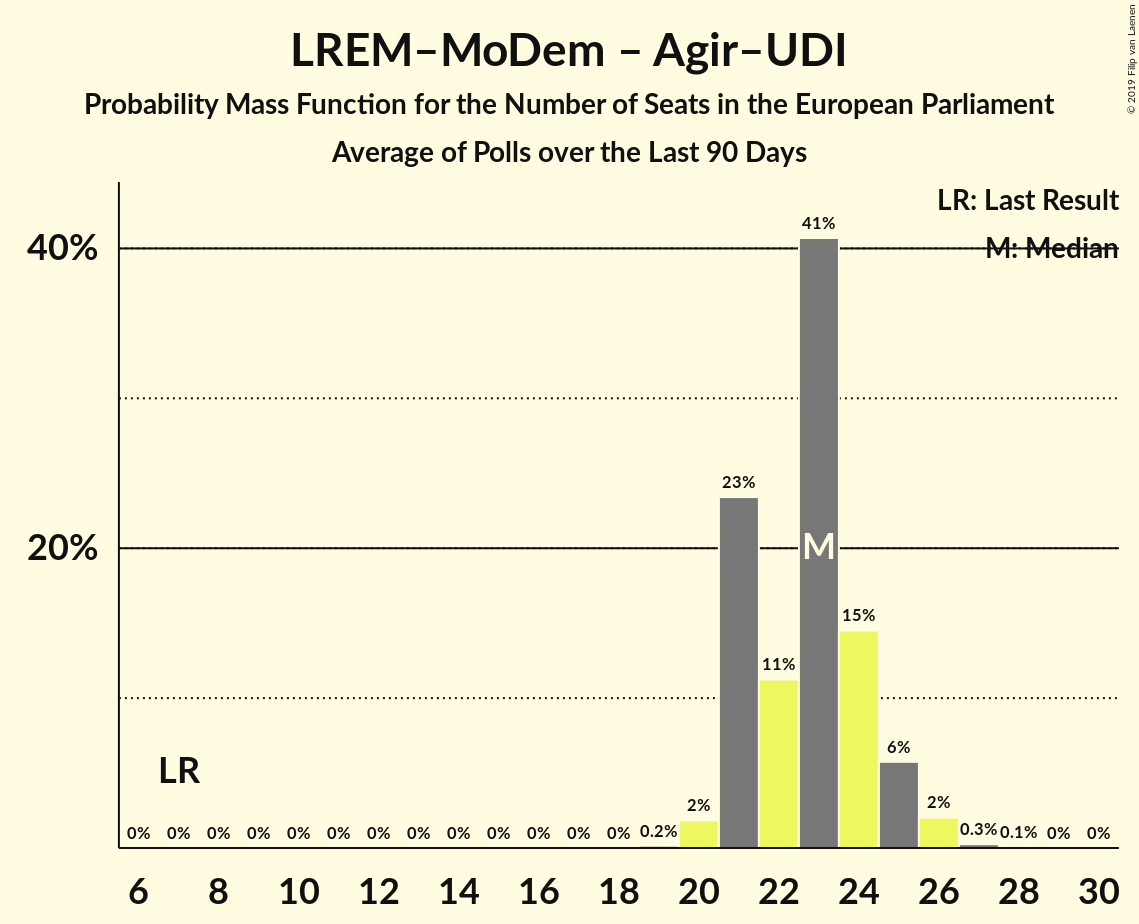 LREM–MoDem – Agir–UDI
Probability Mass Function for the Number of Seats in the European Parliament
Average of Polls over the Last 90 Days
© 2019 Filip van Laenen
LR: Last Result
M: Median
40%
20%
41%
23%
M
15%
11%
6%
LR
2%
2%
0% 0% 0% 0% 0% 0% 0% 0% 0% 0% 0% 0% 0% 0.2% 0.3% 0.1% 0% 0%
6 8 10 12 14 16 18 20 22 24 26 28 30